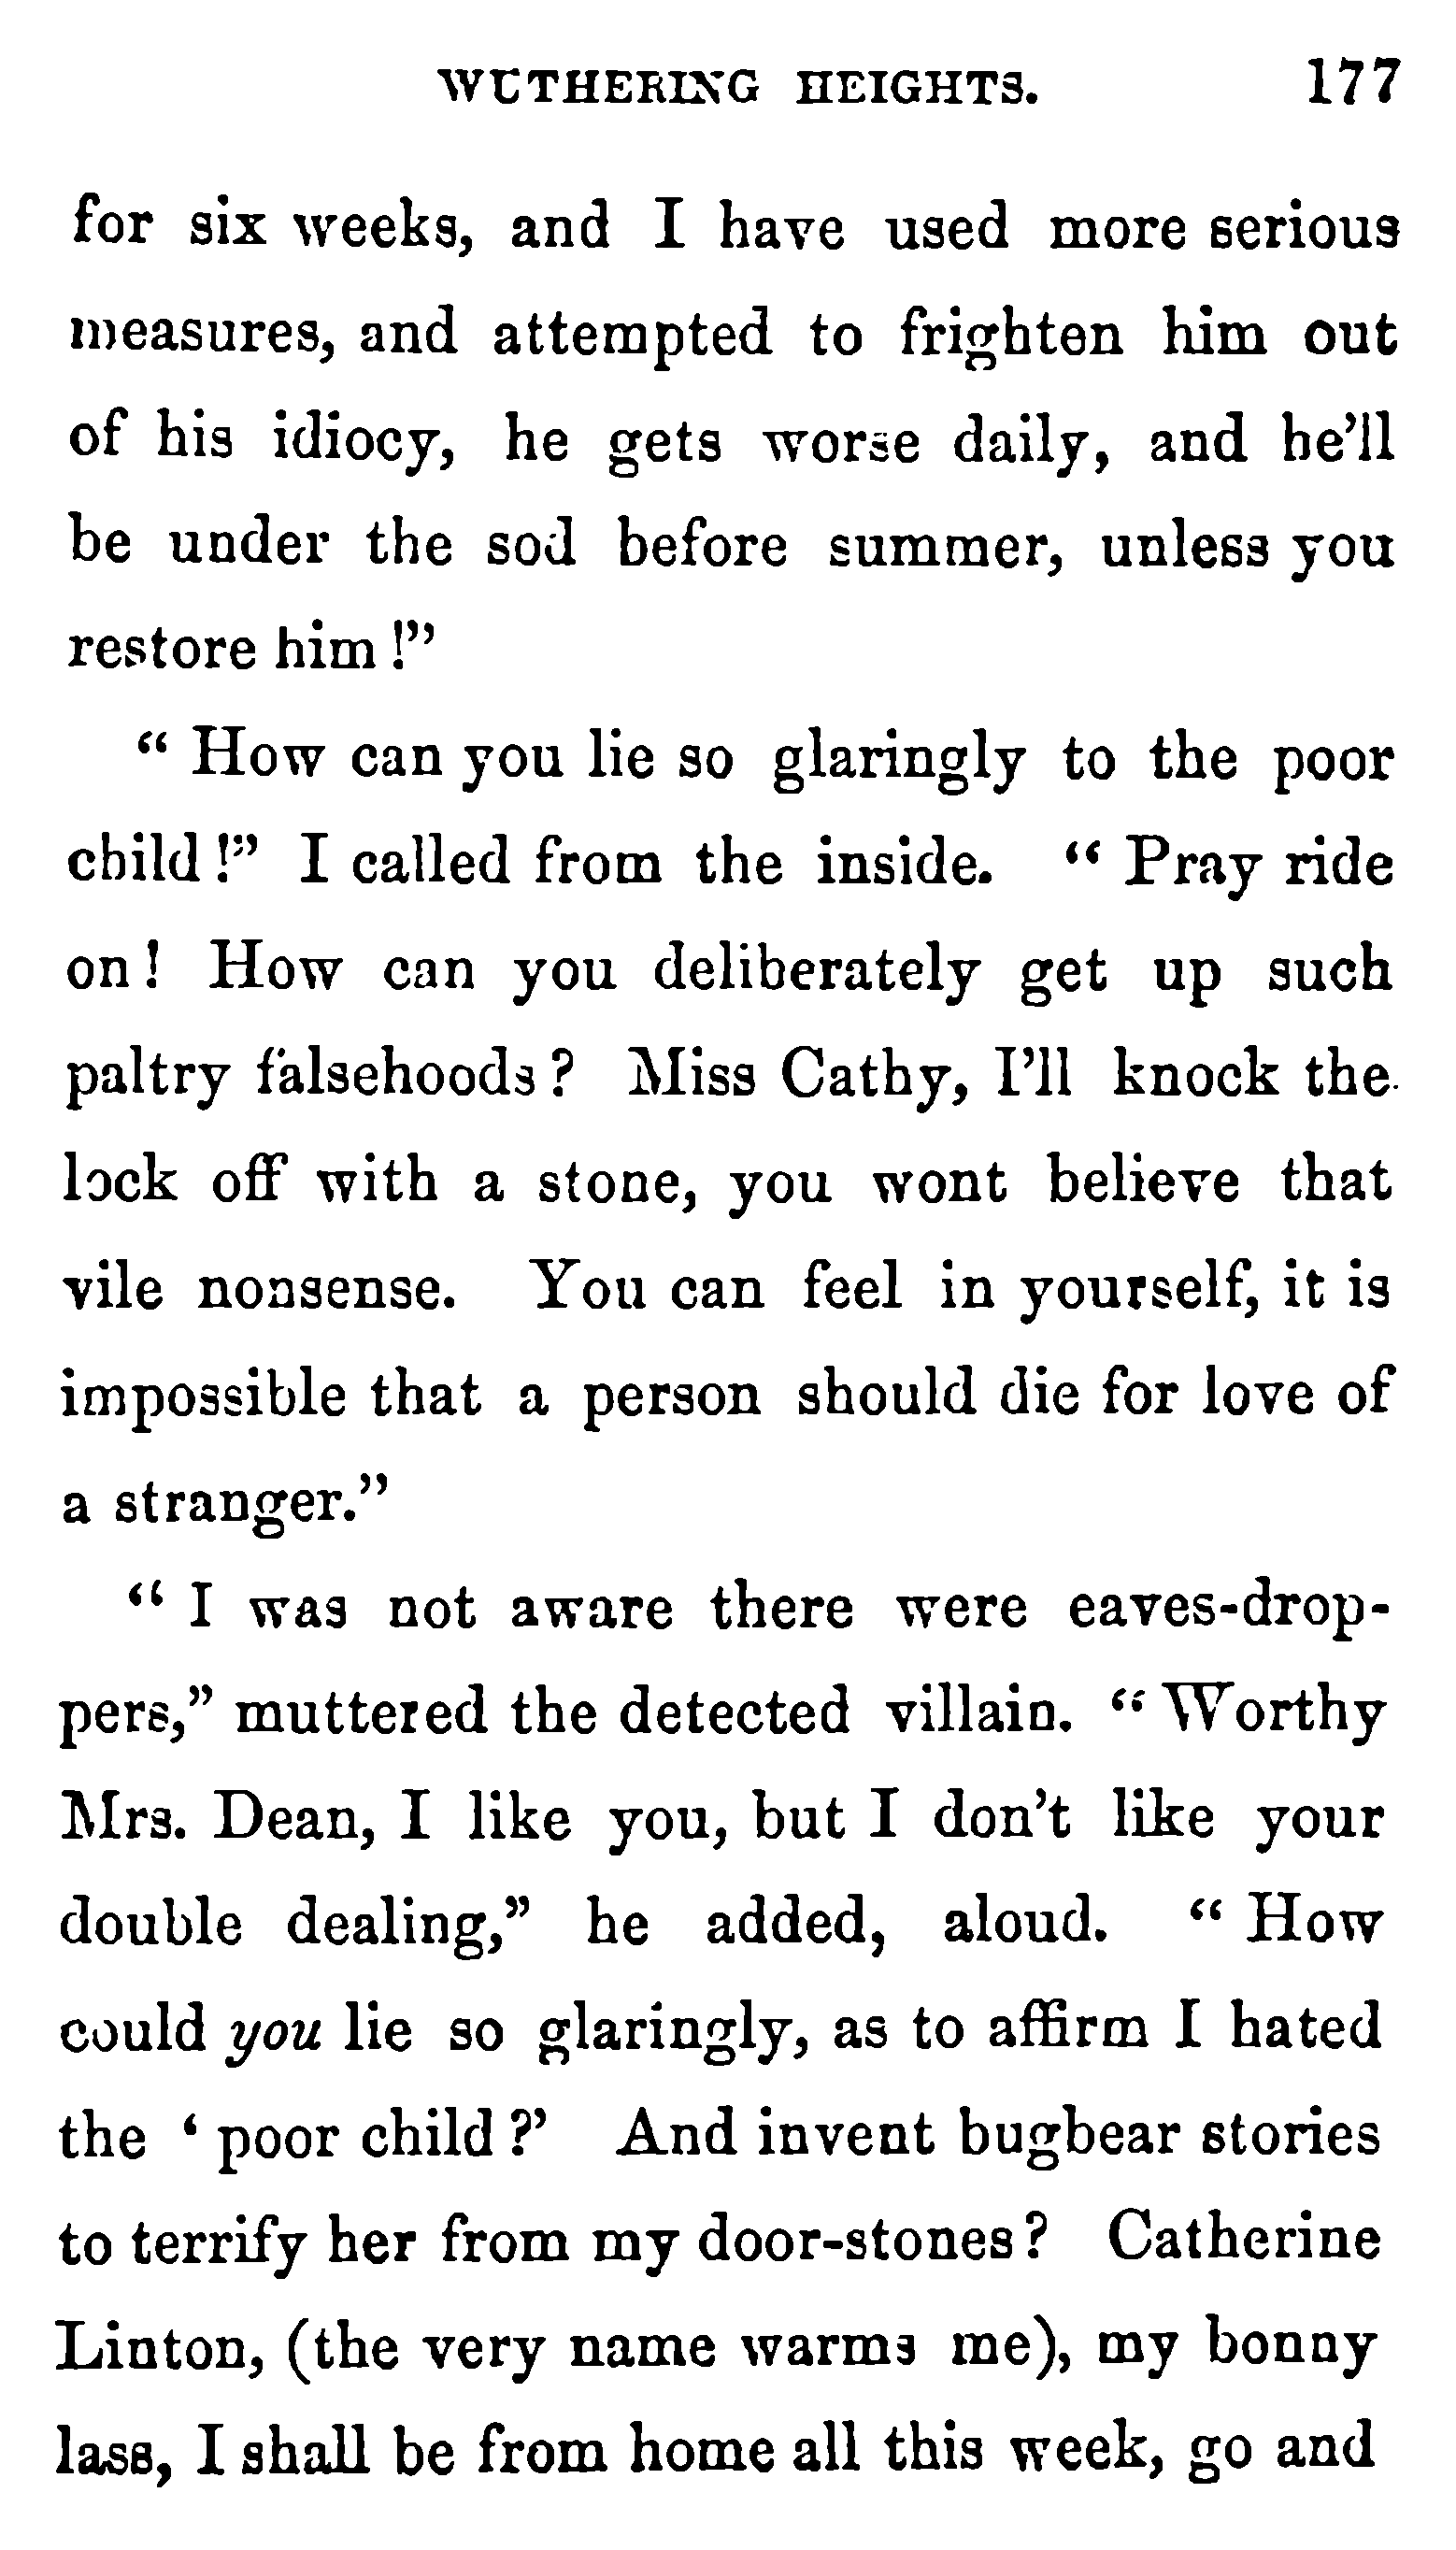 WUTHERING HEIGHTS. 177
for six weeks, and I have used more serious
measures, and attempted to frighten him out
of his idiocy, he gets worse daily, and he'll
be under the sod before summer, unless you
restore him!"
"How can you lie so glaringly to the poor
child!" I called from the inside. "Pray ride
on! How can you deliberately get up such
paltry falsehoods? Miss Cathy, I'll knock the
lock off with a stone, you wont believe that
vile nonsense. You can feel in yourself, it is
impossible that a person should die for love of
a stranger."
"I was not aware there were eaves-drop-
pers," muttered the detected villain. "Worthy
Mrs. Dean, I like you, but I don't like your
double dealing," he added, aloud. "How
could you lie so glaringly, as to affirm I hated
the 'poor child?' And invent bugbear stories
to terrify her from my door-stones? Catherine
Linton, (the very name warms me), my bonny
lass, I shall be from home all this week, go and